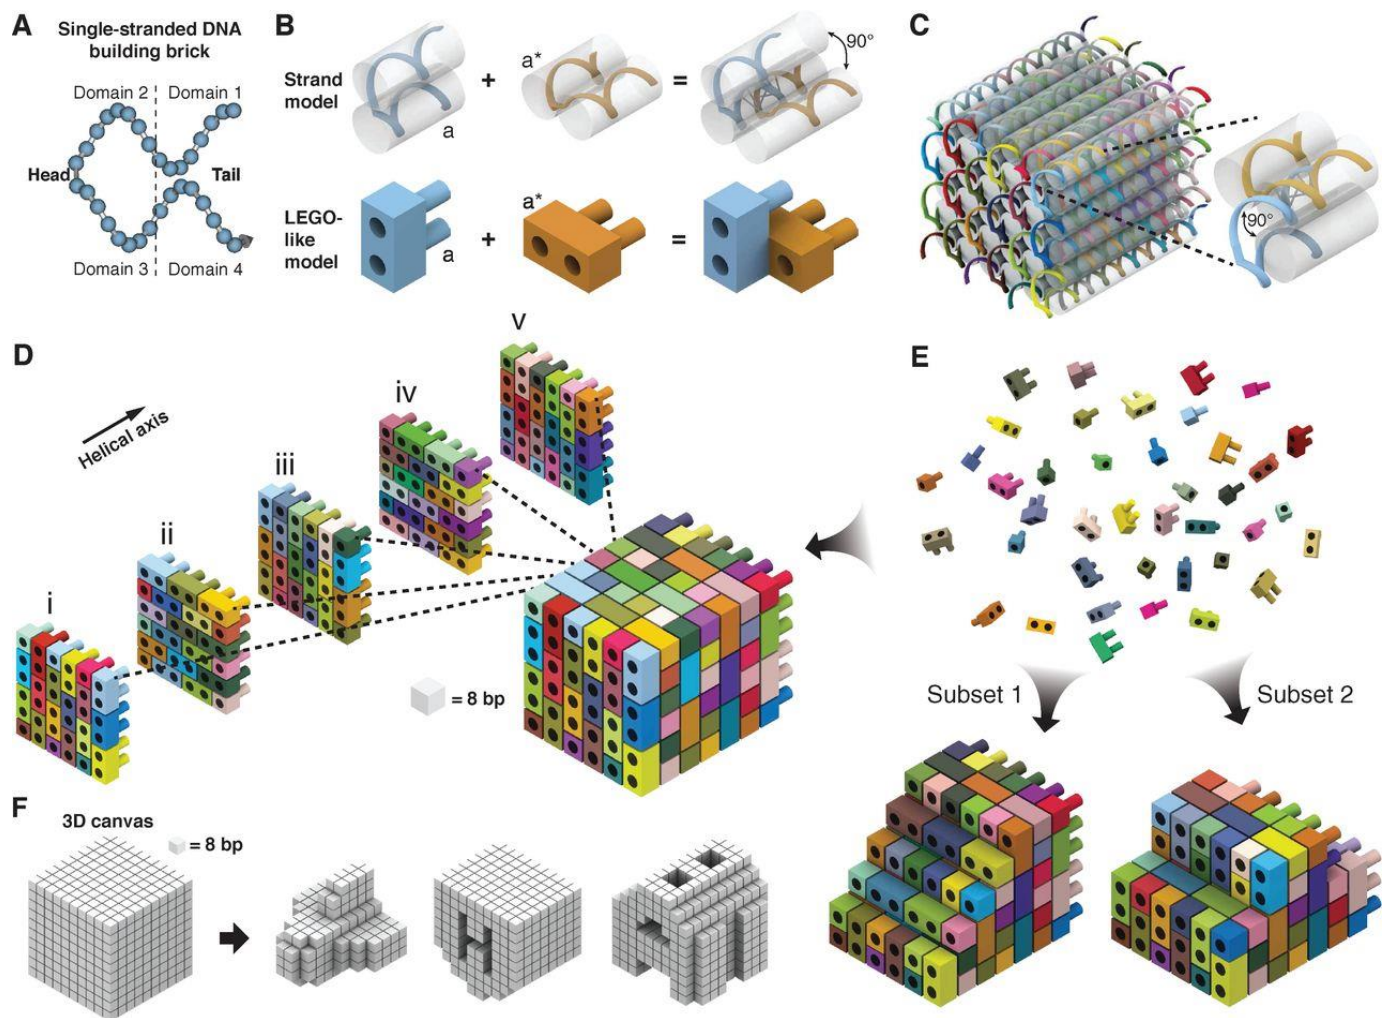 A
Single-stranded DNA
building brick
Domain 2
Domain 1
Head
Tail
Domain 3
Domain 4
B
Strand
model
a
+
a*
=
90°
LEGO-
like
model
a
+
a*
=
C
90°
D
Helical axis
i
ii
iii
iv
v
= 8 bp
E
Subset 1
Subset 2
F
3D canvas
= 8 bp